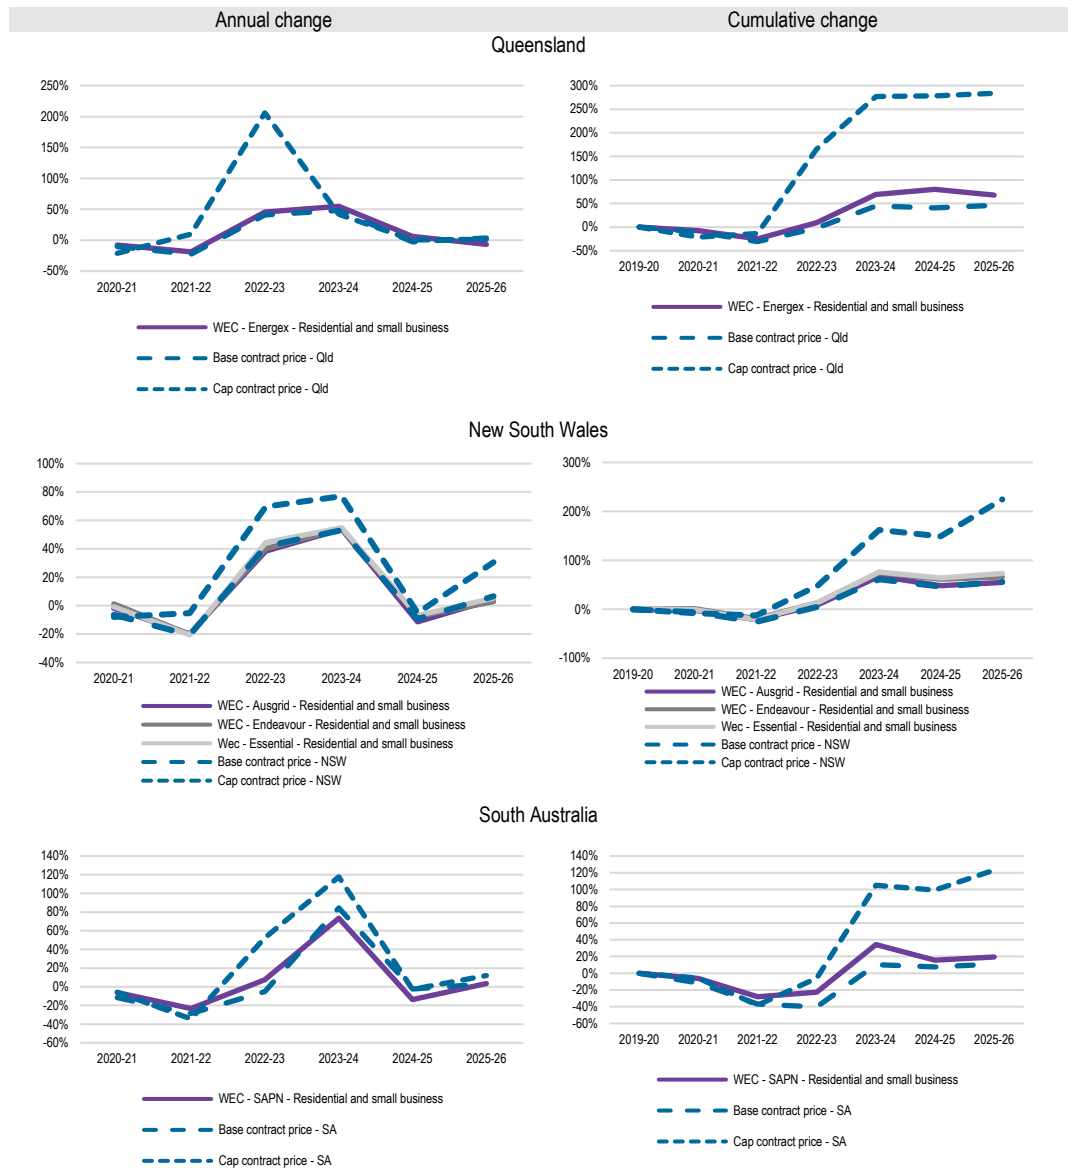 Annual change
Cumulative change
Queensland
250%
200%
150%
100%
50%
0%
-50%
2020-21 2021-22 2022-23 2023-24 2024-25 2025-26
WEC - Energex - Residential and small business
Base contract price - Qld
Cap contract price - Qld
300%
250%
200%
150%
100%
50%
0%
-50%
2019-20 2020-21 2021-22 2022-23 2023-24 2024-25 2025-26
WEC - Energex - Residential and small business
Base contract price - Qld
Cap contract price - Qld
New South Wales
100%
80%
60%
40%
20%
0%
-20%
-40%
2020-21 2021-22 2022-23 2023-24 2024-25 2025-26
WEC - Ausgrid - Residential and small business
WEC - Endeavour - Residential and small business
Wec - Essential - Residential and small business
Base contract price - NSW
Cap contract price - NSW
300%
200%
100%
0%
-100%
2019-20 2020-21 2021-22 2022-23 2023-24 2024-25 2025-26
WEC - Ausgrid - Residential and small business
WEC - Endeavour - Residential and small business
Wec - Essential - Residential and small business
Base contract price - NSW
Cap contract price - NSW
South Australia
140%
120%
100%
80%
60%
40%
20%
0%
-20%
-40%
-60%
2020-21 2021-22 2022-23 2023-24 2024-25 2025-26
WEC - SAPN - Residential and small business
Base contract price - SA
Cap contract price - SA
140%
120%
100%
80%
60%
40%
20%
0%
-20%
-40%
-60%
2019-20 2020-21 2021-22 2022-23 2023-24 2024-25 2025-26
WEC - SAPN - Residential and small business
Base contract price - SA
Cap contract price - SA